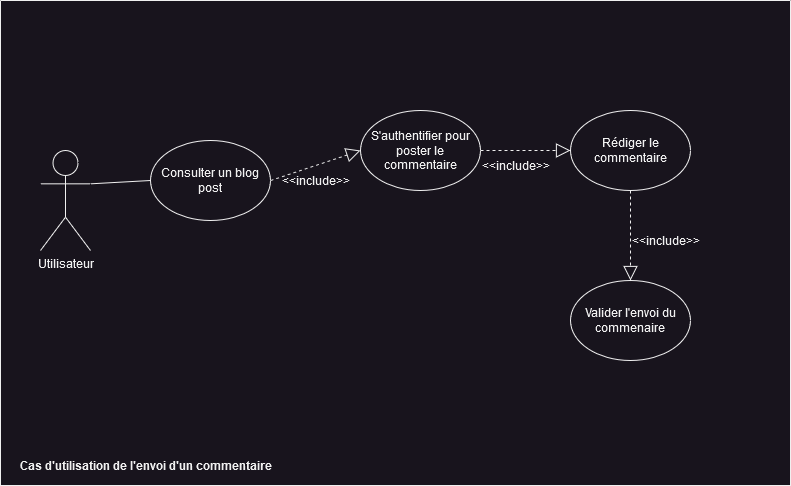 Utilisateur
Consulter un blog
post
<<include>>
S'authentifier pour
poster le
commentaire
<<include>>
Rédiger le
commentaire
<<include>>
Valider l'envoi du
commenaire
Cas d'utilisation de l'envoi d'un commentaire